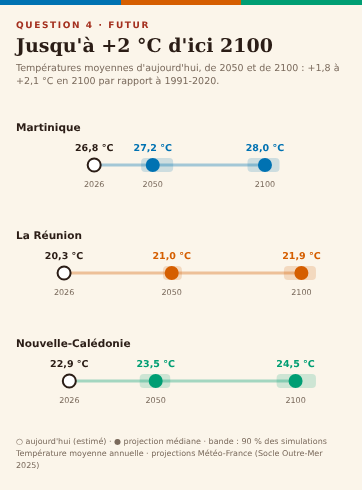 QUESTION 4 · FUTUR
Jusqu'à +2 °C d'ici 2100
Températures moyennes d'aujourd'hui, de 2050 et de 2100 : +1,8 à
+2,1 °C en 2100 par rapport à 1991-2020.
Martinique
26,8 °C 27,2 °C 28,0 °C
2026 2050 2100
La Réunion
20,3 °C 21,0 °C 21,9 °C
2026 2050 2100
Nouvelle-Calédonie
22,9 °C 23,5 °C 24,5 °C
2026 2050 2100
○ aujourd'hui (estimé) · ● projection médiane · bande : 90 % des simulations
Température moyenne annuelle · projections Météo-France (Socle Outre-Mer
2025)